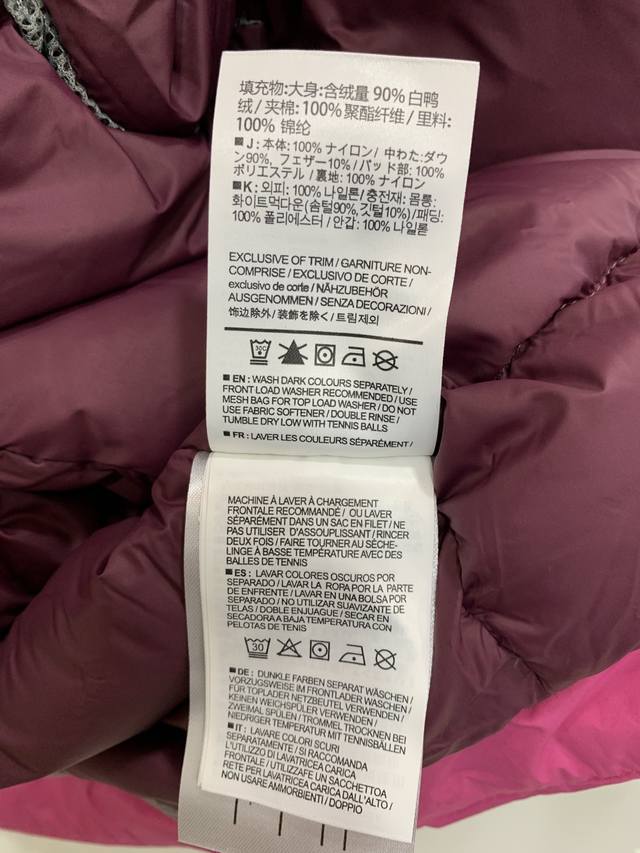 填充物:大身:含绒量 90% 白鸭
绒 / 夹棉: 100% 聚酯纤维 / 里料:
100% 锦纶
■ J : 本体: 100% ナイロン / 中わた:ダウ
ン90%, フェザー10% / パッド部: 100%
ポリエステル / 裏地: 100% ナイロン
■ K : 외피: 100% 나일론 / 충전재: 몸통:
화이트덕다운 (솜털90%, 깃털10%) / 패딩:
100% 폴리에스터 / 안감: 100% 나일론
EXCLUSIVE OF TRIM / GARNITURE NON-
COMPRISE / EXCLUSIVO DE CORTE /
exclusivo de corte / NÄHZUBEHÖR
AUSGENOMMEN / SENZA DECORAZIONI /
饰边除外 / 装飾を除く / 트림제외
30°C
■ EN : WASH DARK COLOURS SEPARATELY /
FRONT LOAD WASHER RECOMMENDED / USE
MESH BAG FOR TOP LOAD WASHER / DO NOT
USE FABRIC SOFTENER / DOUBLE RINSE /
TUMBLE DRY LOW WITH TENNIS BALLS
■ FR : LAVER LES COULEURS SÉPARÉMENT /
MACHINE À LAVER À CHARGEMENT
FRONTALE RECOMMANDÉ / OU LAVER
SÉPARÉMENT DANS UN SAC EN FILET / NE
PAS UTILISER D'ASSOUPLISSANT / RINCER
DEUX FOIS / FAIRE TOURNER AU SÈCHE-
LINGE À BASSE TEMPÉRATURE AVEC DES
BALLES DE TENNIS
■ ES : LAVAR COLORES OSCUROS POR
SEPARADO / LAVAR LA ROPA POR LA PARTE
DE ENFRENTE / LAVAR EN UNA BOLSA POR
SEPARADO / NO UTILIZAR SUAVIZANTE DE
TELAS / DOBLE ENJUAGUE / SECAR EN
SECADORA A BAJA TEMPERATURA CON
PELOTAS DE TENIS
30
■ DE : DUNKLE FARBEN SEPARAT WASCHEN /
VORZUGSWEISE IM FRONTLADER WASCHEN /
FÜR TOPLADER NETZBEUTEL VERWENDEN /
KEINEN WEICHSPÜLER VERWENDEN /
ZWEIMAL SPÜLEN / TROMMEL TROCKNEN BEI
NIEDRIGER TEMPERATUR MIT TENNISBÄLLEN
■ IT : LAVARE COLORI SCURI
SEPARATAMENTE / SI RACCOMANDA
L'UTILIZZO DI LAVATRICEA CARICA
FRONTALE / UTILIZZARE UN SACCHETTOA
RETE PER LAVATRICEA CARICA DALL'ALTO /
NON USARE AMMORBIDENTI / DOPPIO